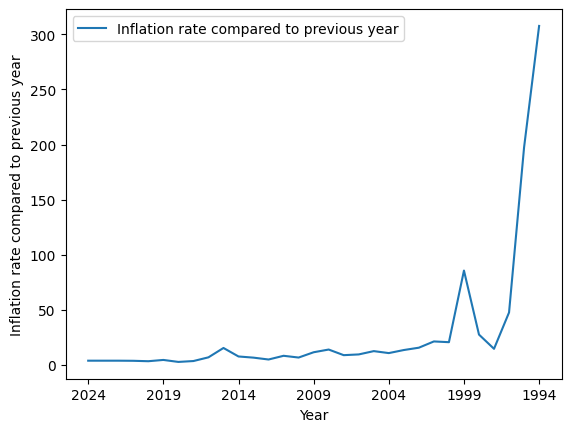 Inflation rate compared to previous year
300
250
200
150
100
50
0
Inflation rate compared to previous year
2024 2019 2014 2009 2004 1999 1994
Year